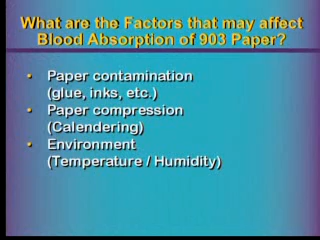 What are the Factors that may affect
Blood Absorption of 903 Paper?
• Paper contamination
(glue, inks, etc.)
• Paper compression
(Calendering)
• Environment
(Temperature / Humidity)